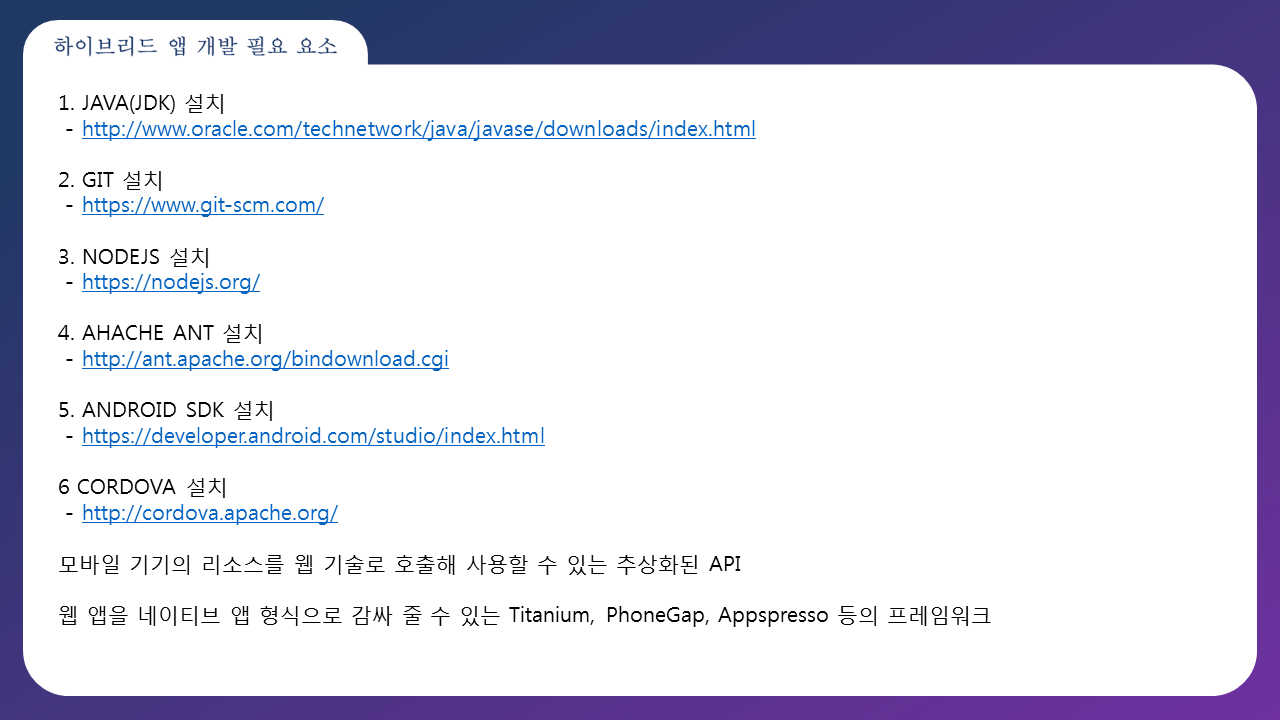 하이브리드 앱 개발 필요 요소
1. JAVA(JDK) 설치
- http://www.oracle.com/technetwork/java/javase/downloads/index.html
2. GIT 설치
- https://www.git-scm.com/
3. NODEJS 설치
- https://nodejs.org/
4. AHACHE ANT 설치
- http://ant.apache.org/bindownload.cgi
5. ANDROID SDK 설치
- https://developer.android.com/studio/index.html
6 CORDOVA 설치
- http://cordova.apache.org/
모바일 기기의 리소스를 웹 기술로 호출해 사용할 수 있는 추상화된 API
웹 앱을 네이티브 앱 형식으로 감싸 줄 수 있는 Titanium, PhoneGap, Appspresso 등의 프레임워크